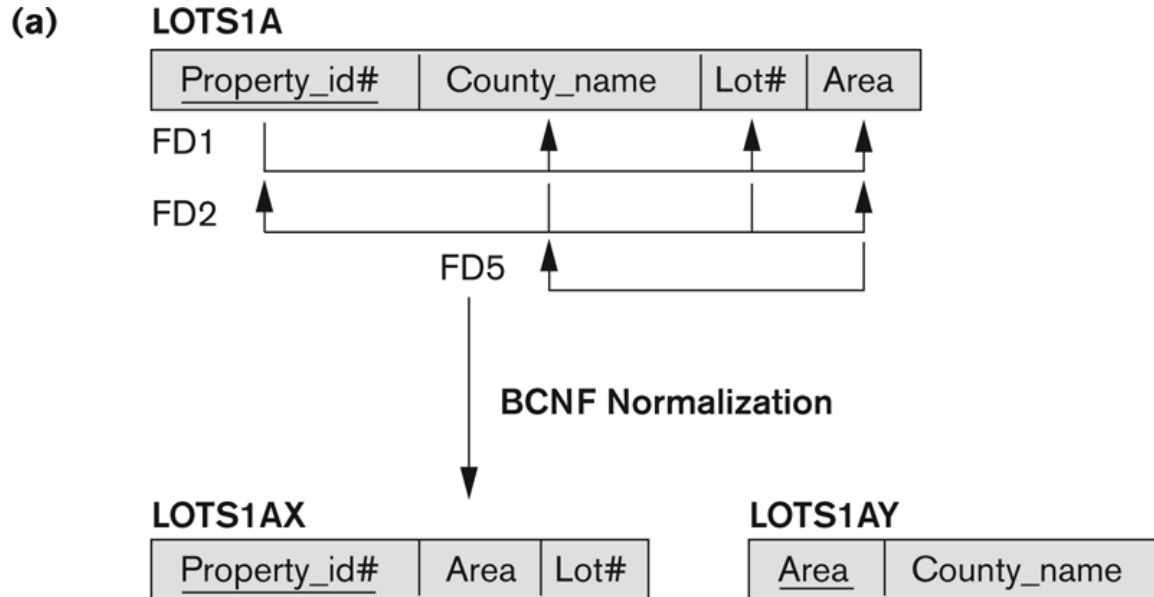 (a) LOTS1A
Property_id# County_name Lot# Area
FD1
FD2
FD5
BCNF Normalization
LOTS1AX LOTS1AY
Property_id# Area Lot# Area County_name